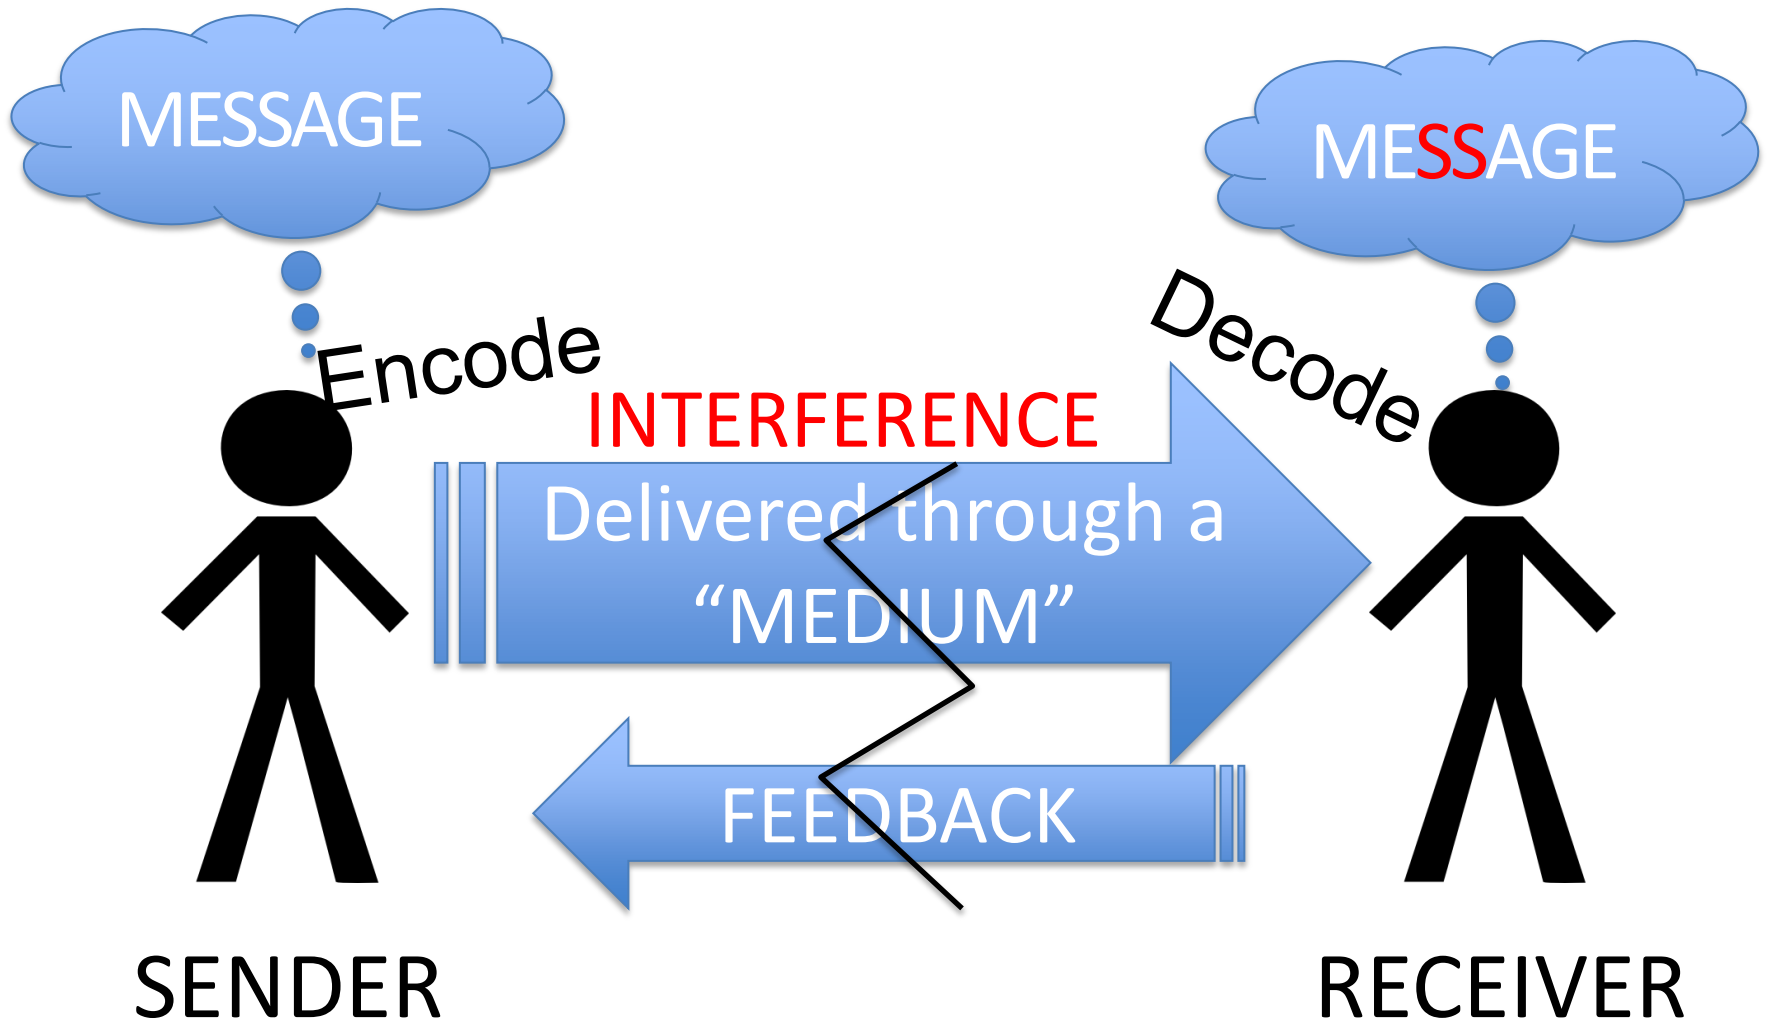 MESSAGE
MESSAGE
Encode
Decode
INTERFERENCE
Delivered through a
“MEDIUM”
FEEDBACK
SENDER
RECEIVER